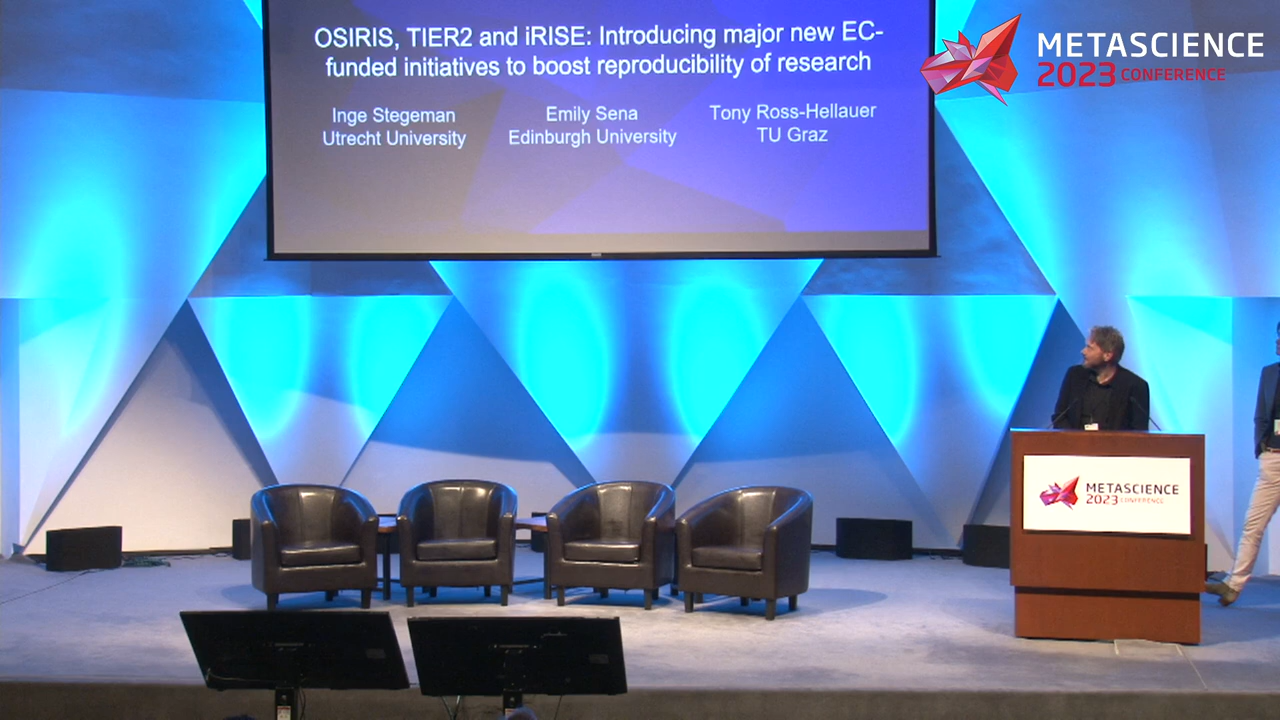 OSIRIS, TIER2 and iRISE: Introducing major new EC-
funded initiatives to boost reproducibility of research
Inge Stegeman
Utrecht University
Emily Sena
Edinburgh University
Tony Ross-Hellauer
TU Graz
METASCIENCE
2023 CONFERENCE
METASCIENCE
2023 CONFERENCE